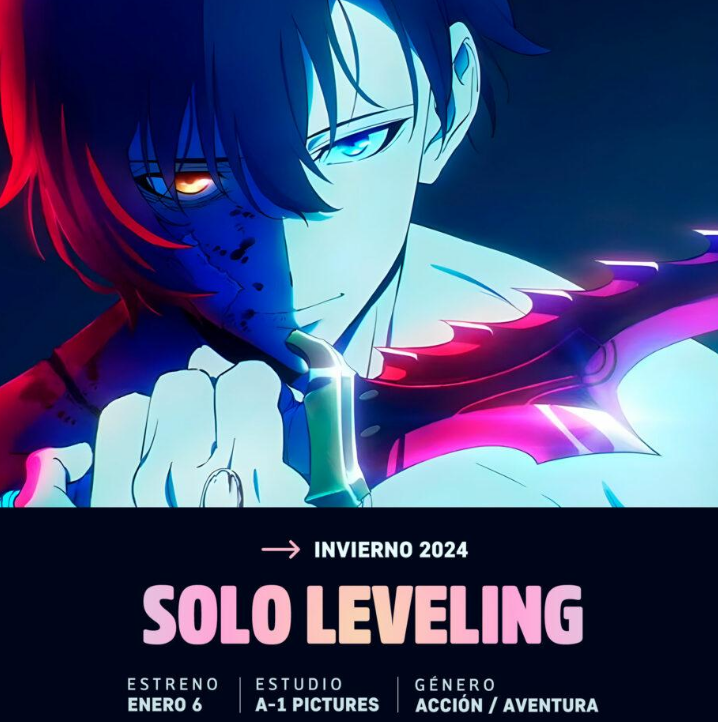 → INVIERNO 2024
SOLO LEVELING
ESTRENO | ESTUDIO | GÉNERO
ENERO 6 | A-1 PICTURES | ACCIÓN / AVENTURA